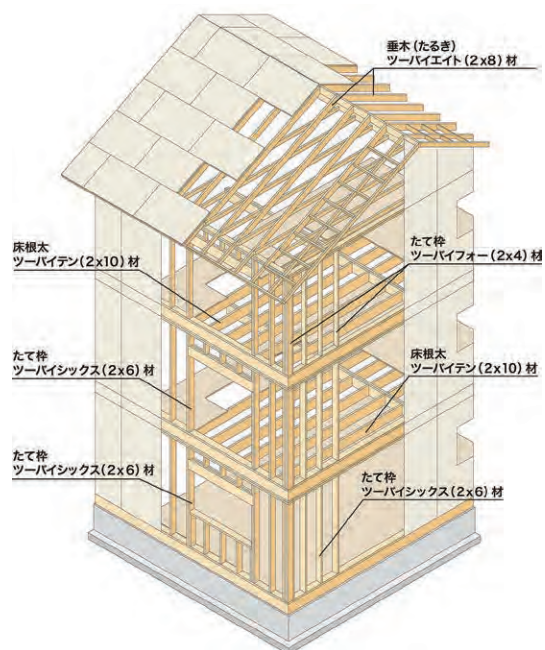 垂木（たるぎ）
ツーバイエイト（2x8）材
床根太
ツーバイテン（2x10）材
たて枠
ツーバイフォー（2x4）材
たて枠
ツーバイシックス（2x6）材
床根太
ツーバイテン（2x10）材
たて枠
ツーバイシックス（2x6）材
たて枠
ツーバイシックス（2x6）材